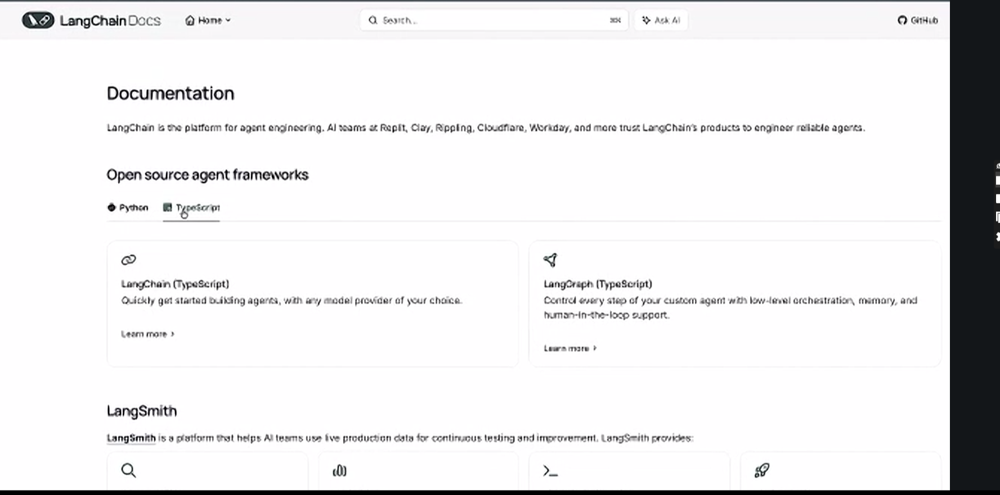 LangChain Docs
Home
Search...
⌘K
Ask AI
GitHub
Documentation
LangChain is the platform for agent engineering. AI teams at Replit, Clay, Rippling, Cloudflare, Workday, and more trust LangChain's products to engineer reliable agents.
Open source agent frameworks
Python
TypeScript
LangChain (TypeScript)
Quickly get started building agents, with any model provider of your choice.
Learn more
LangGraph (TypeScript)
Control every step of your custom agent with low-level orchestration, memory, and
human-in-the-loop support.
Learn more
LangSmith
LangSmith is a platform that helps AI teams use live production data for continuous testing and improvement. LangSmith provides: